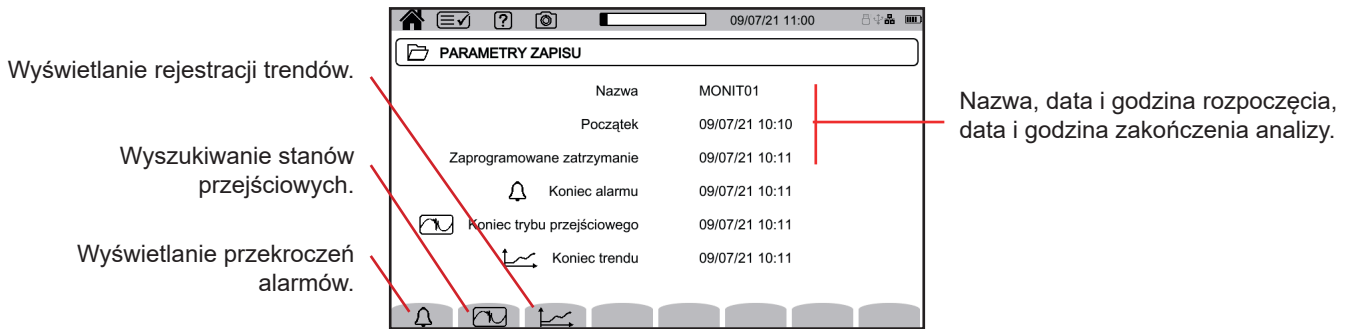 09/07/21 11:00
PARAMETRY ZAPISU
Wyświetlanie rejestracji trendów.
Nazwa MONIT01
Początek 09/07/21 10:10
Nazwa, data i godzina rozpoczęcia,
data i godzina zakończenia analizy.
Wyszukiwanie stanów
przejściowych.
Zaprogramowane zatrzymanie 09/07/21 10:11
Koniec alarmu 09/07/21 10:11
Koniec trybu przejściowego 09/07/21 10:11
Wyświetlanie przekroczeń
alarmów.
Koniec trendu 09/07/21 10:11